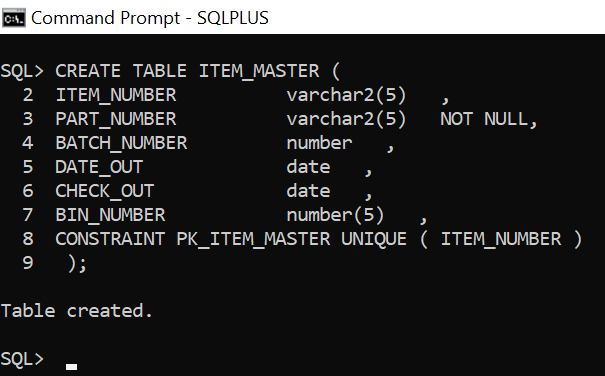 C:\. Command Prompt - SQLPLUS
SQL> CREATE TABLE ITEM_MASTER (
  2  ITEM_NUMBER          varchar2(5)   ,
  3  PART_NUMBER          varchar2(5)   NOT NULL,
  4  BATCH_NUMBER         number   ,
  5  DATE_OUT             date   ,
  6  CHECK_OUT            date   ,
  7  BIN_NUMBER           number(5)   ,
  8  CONSTRAINT PK_ITEM_MASTER UNIQUE ( ITEM_NUMBER )
  9   );
Table created.
SQL>